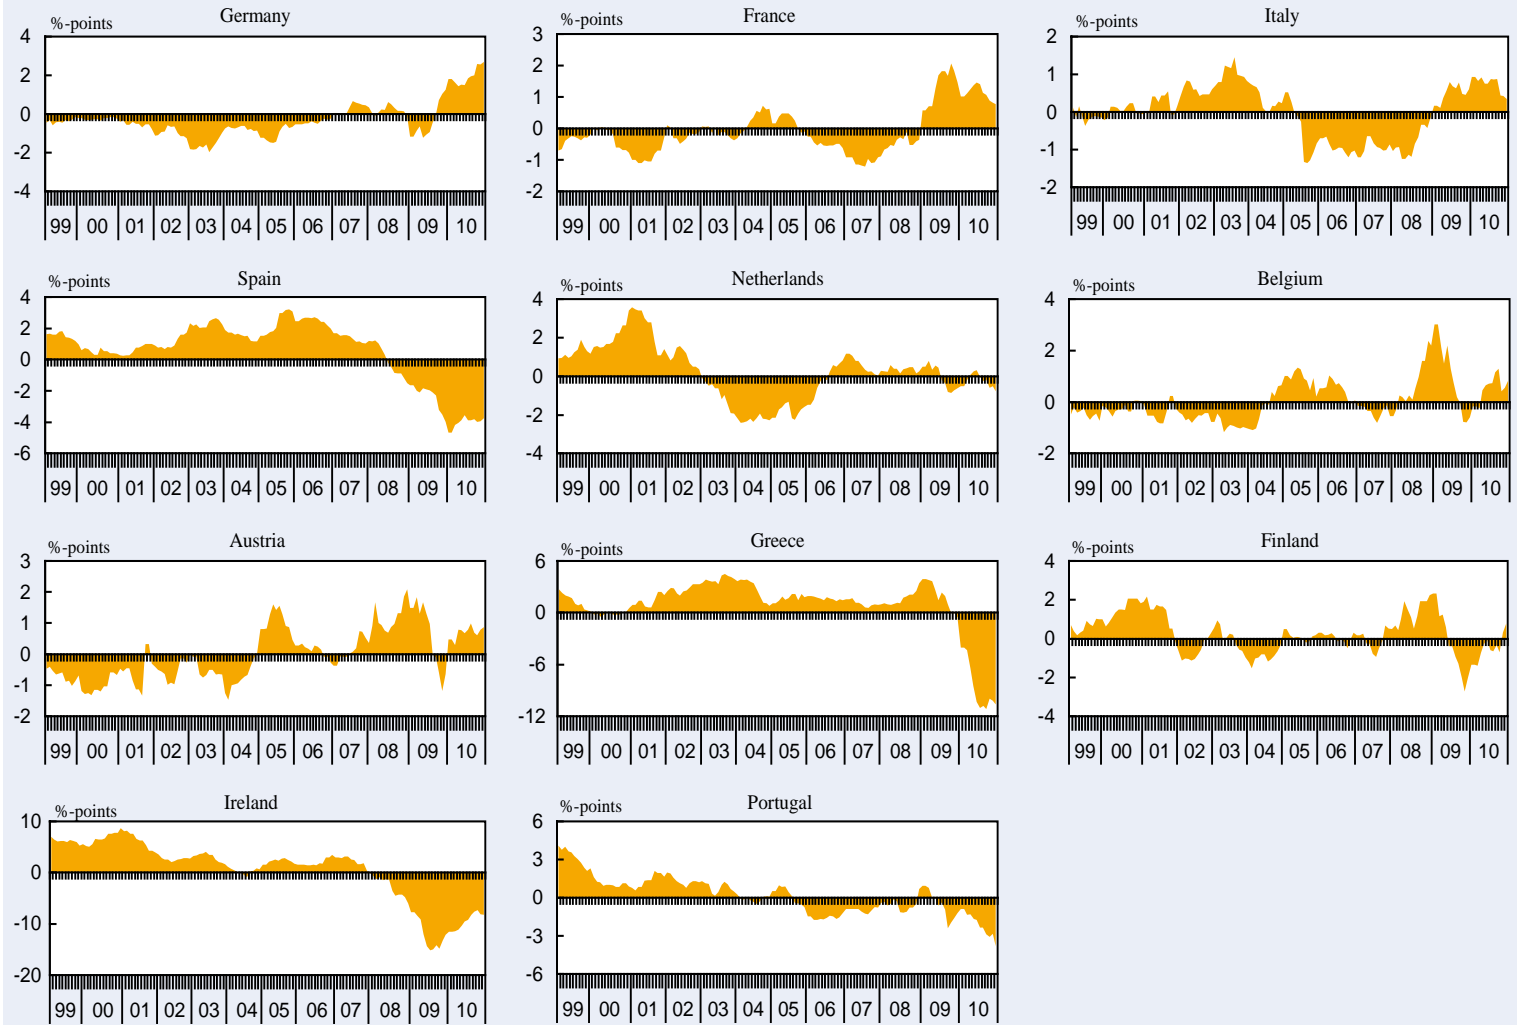 Germany France Italy
%-points %-points %-points
4 3 2
2 2 1
0 1 0
-2 0 -1
-4 -1 -2
-2
99 00 01 02 03 04 05 06 07 08 09 10
99 00 01 02 03 04 05 06 07 08 09 10
99 00 01 02 03 04 05 06 07 08 09 10
Spain Netherlands Belgium
%-points %-points %-points
4 4 4
2 2 2
0 0 0
-2 -2 -2
-4 -4
-6
99 00 01 02 03 04 05 06 07 08 09 10
99 00 01 02 03 04 05 06 07 08 09 10
99 00 01 02 03 04 05 06 07 08 09 10
Austria Greece Finland
%-points %-points %-points
3 6 4
2 0 2
1 -6 0
0 -12 -2
-1 -4
-2
99 00 01 02 03 04 05 06 07 08 09 10
99 00 01 02 03 04 05 06 07 08 09 10
99 00 01 02 03 04 05 06 07 08 09 10
Ireland Portugal
%-points %-points
10 6
0 3
-10 0
-20 -3
-6
99 00 01 02 03 04 05 06 07 08 09 10
99 00 01 02 03 04 05 06 07 08 09 10